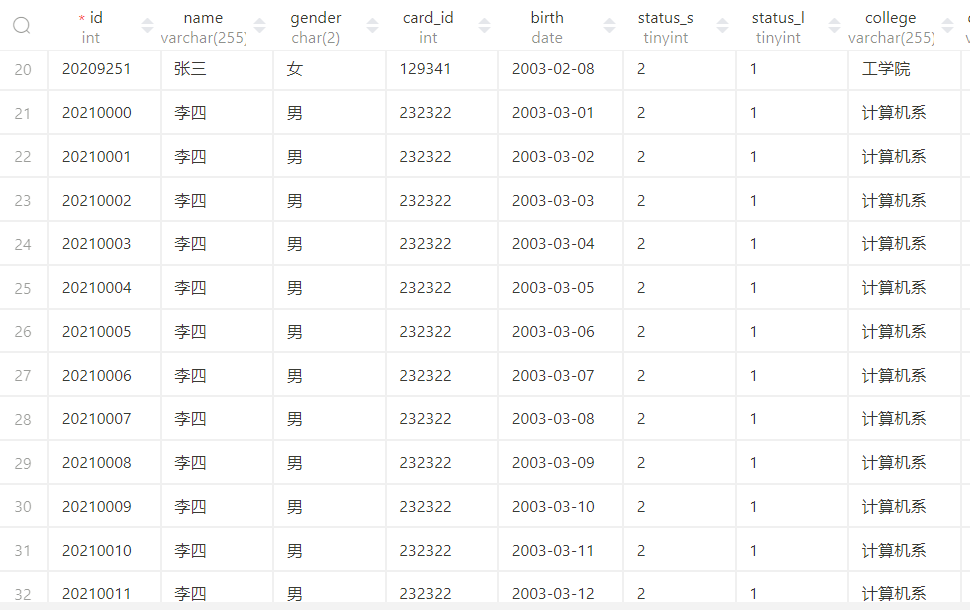 * id name gender card_id birth status_s status_l college
int varchar(255) char(2) int date tinyint tinyint varchar(255)
20 20209251 张三 女 129341 2003-02-08 2 1 工学院
21 20210000 李四 男 232322 2003-03-01 2 1 计算机系
22 20210001 李四 男 232322 2003-03-02 2 1 计算机系
23 20210002 李四 男 232322 2003-03-03 2 1 计算机系
24 20210003 李四 男 232322 2003-03-04 2 1 计算机系
25 20210004 李四 男 232322 2003-03-05 2 1 计算机系
26 20210005 李四 男 232322 2003-03-06 2 1 计算机系
27 20210006 李四 男 232322 2003-03-07 2 1 计算机系
28 20210007 李四 男 232322 2003-03-08 2 1 计算机系
29 20210008 李四 男 232322 2003-03-09 2 1 计算机系
30 20210009 李四 男 232322 2003-03-10 2 1 计算机系
31 20210010 李四 男 232322 2003-03-11 2 1 计算机系
32 20210011 李四 男 232322 2003-03-12 2 1 计算机系